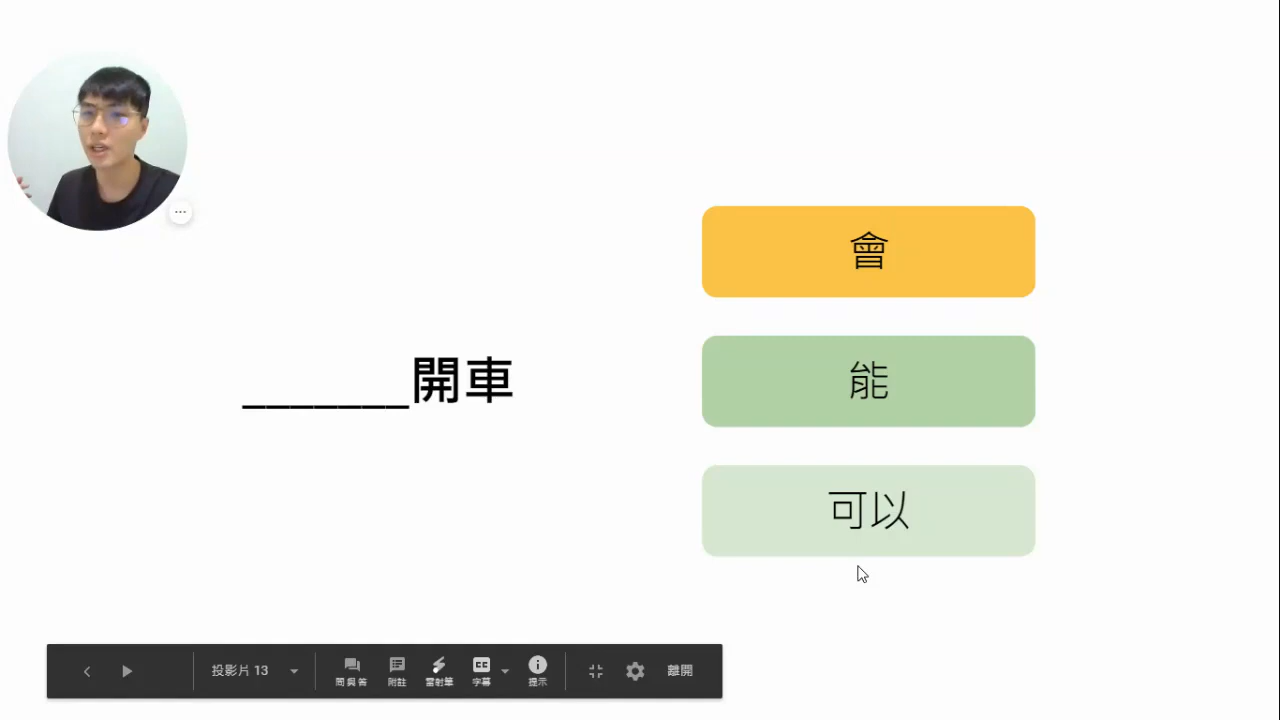 會
能
_______開車
可以
投影片 13
問與答
附註
雷射筆
字幕
提示
離開